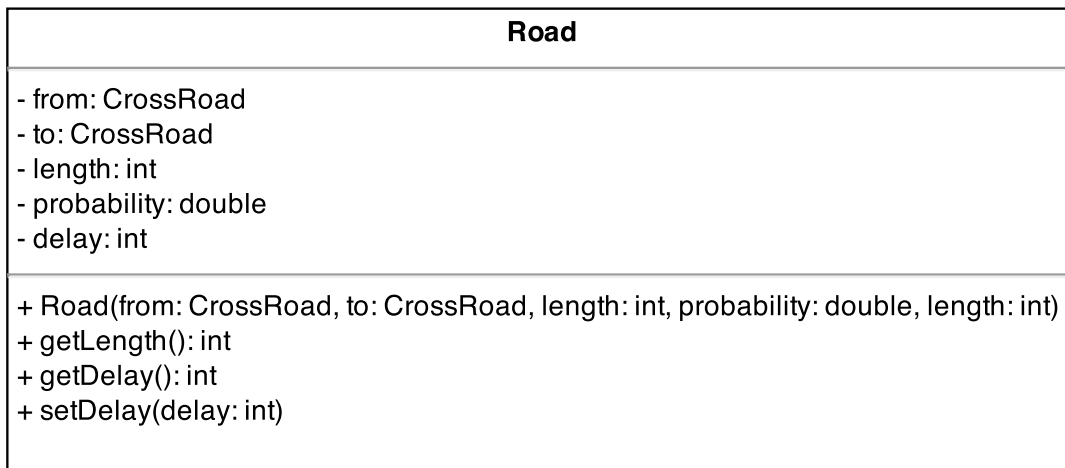 Road
- from: CrossRoad
- to: CrossRoad
- length: int
- probability: double
- delay: int
+ Road(from: CrossRoad, to: CrossRoad, length: int, probability: double, length: int)
+ getLength(): int
+ getDelay(): int
+ setDelay(delay: int)